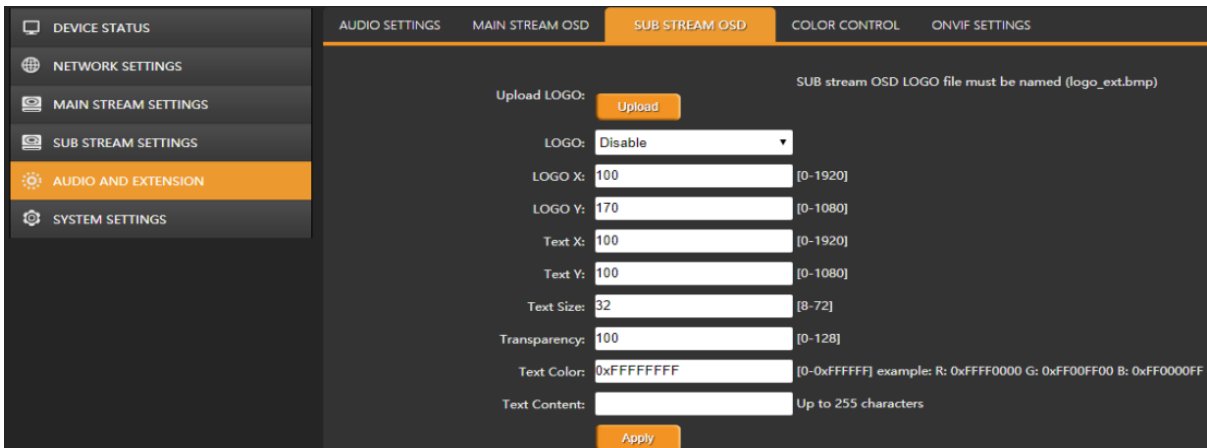 DEVICE STATUS
NETWORK SETTINGS
MAIN STREAM SETTINGS
SUB STREAM SETTINGS
AUDIO AND EXTENSION
SYSTEM SETTINGS
AUDIO SETTINGS MAIN STREAM OSD SUB STREAM OSD COLOR CONTROL ONVIF SETTINGS
SUB stream OSD LOGO file must be named (logo_ext.bmp)
Upload LOGO: Upload
LOGO: Disable
LOGO X: 100 [0-1920]
LOGO Y: 170 [0-1080]
Text X: 100 [0-1920]
Text Y: 100 [0-1080]
Text Size: 32 [8-72]
Transparency: 100 [0-128]
Text Color: 0xFFFFFFFF [0-0xFFFFFF] example: R: 0xFFFF0000 G: 0xFF00FF00 B: 0xFF0000FF
Text Content: Up to 255 characters
Apply